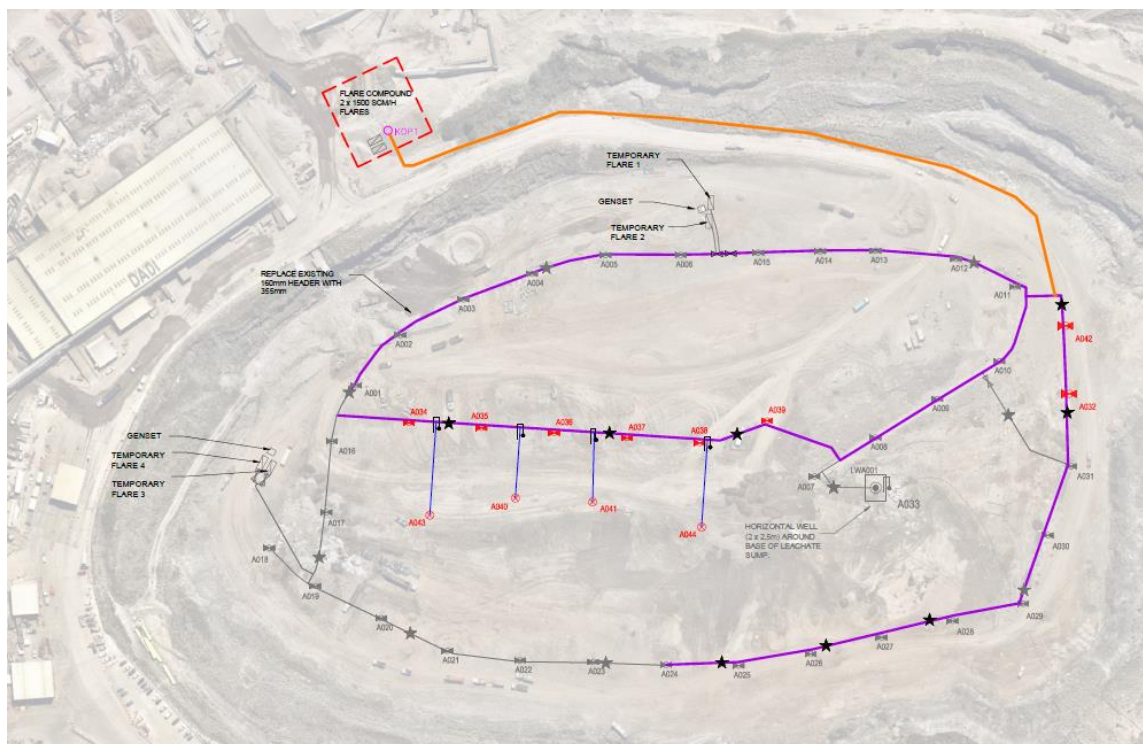 FLARE COMPOUND
2 x 1500 SCM/H
FLARES
KOP1
TEMPORARY
FLARE 1
GENSET
TEMPORARY
FLARE 2
DADI
REPLACE EXISTING
160mm HEADER WITH
355mm
A005
A006
A015
A014
A013
A012
A011
A004
A003
A002
A001
A042
A010
A009
A032
A034
A035
A036
A037
A038
A039
A008
GENSET
TEMPORARY
FLARE 4
TEMPORARY
FLARE 3
A016
A007
LWA001
A033
A031
A043
A040
A041
A044
HORIZONTAL WELL
(2 x 2.5m) AROUND
BASE OF LEACHATE
SUMP.
A017
A018
A019
A030
A029
A020
A021
A022
A023
A024
A025
A026
A027
A028